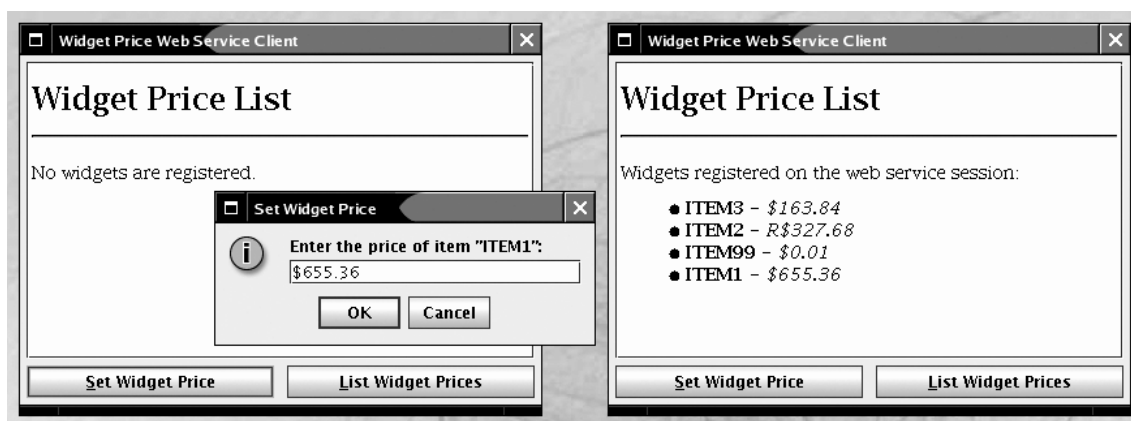 Widget Price Web Service Client
Widget Price List
No widgets are registered.
Set Widget Price
Enter the price of item "ITEM1":
$655.36
OK Cancel
Set Widget Price List Widget Prices
Widget Price Web Service Client
Widget Price List
Widgets registered on the web service session:
ITEM3 - $163.84
ITEM2 - R$327.68
ITEM99 - $0.01
ITEM1 - $655.36
Set Widget Price List Widget Prices